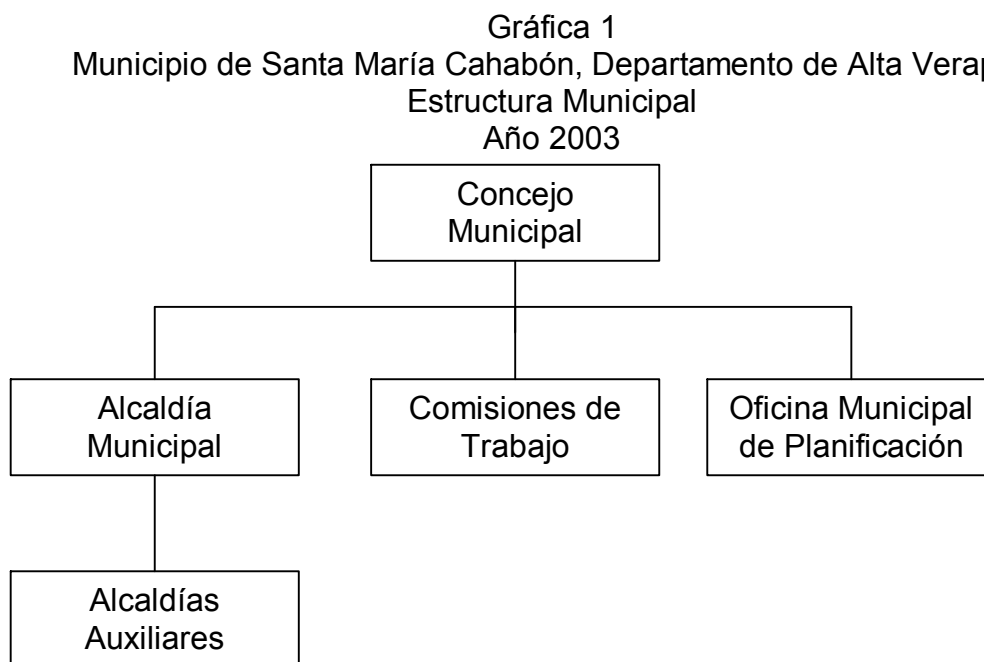 Gráfica 1
Municipio de Santa María Cahabón, Departamento de Alta Verap
Estructura Municipal
Año 2003
Concejo
Municipal
Alcaldía
Municipal
Comisiones de
Trabajo
Oficina Municipal
de Planificación
Alcaldías
Auxiliares